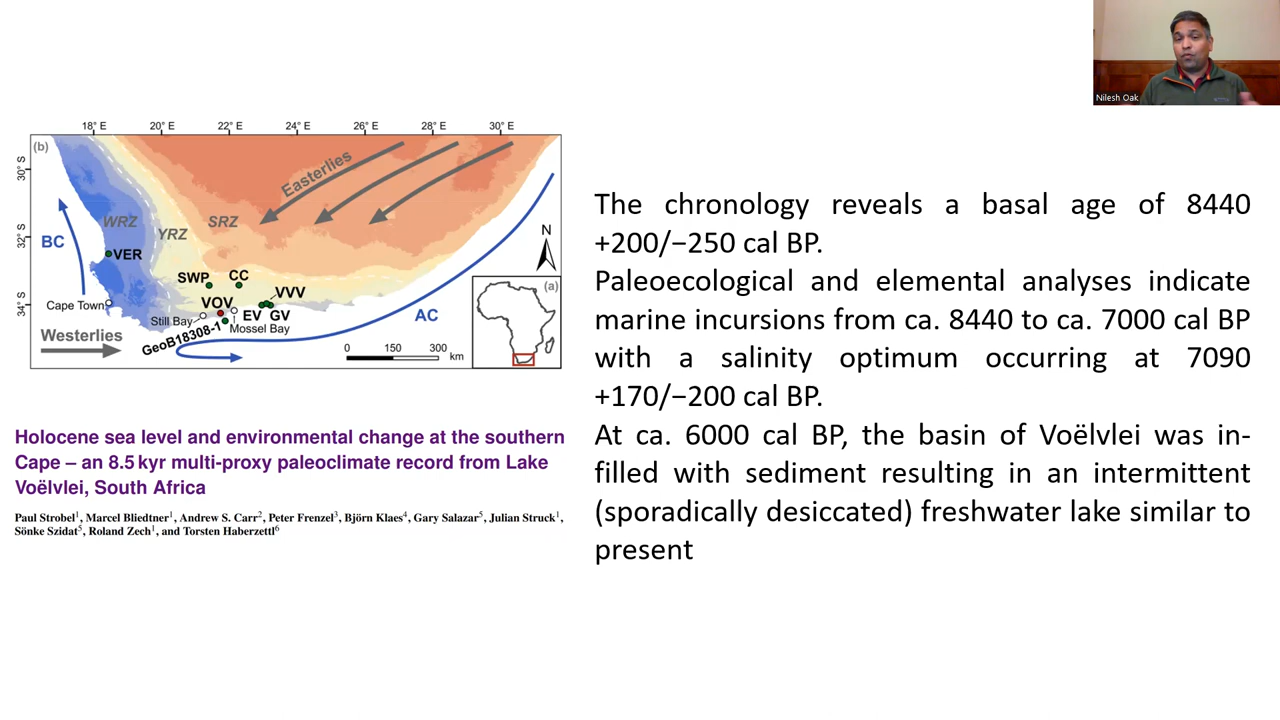 Nilesh Oak
18° E 20° E 22° E 24° E 26° E 28° E 30° E
(b)
30° S
32° S
34° S
Easterlies
WRZ
YRZ
SRZ
BC
VER
N
SWP
CC
VVV
(a)
Cape Town
VOV
Still Bay
EV GV
AC
Mossel Bay
GeoB18308-1
Westerlies
0 150 300
km
Holocene sea level and environmental change at the southern
Cape – an 8.5 kyr multi-proxy paleoclimate record from Lake
Voëlvlei, South Africa
Paul Strobel1, Marcel Bliedtner1, Andrew S. Carr2, Peter Frenzel3, Björn Klaes4, Gary Salazar5, Julian Struck1,
Sönke Szidat5, Roland Zech1, and Torsten Haberzettl6
The chronology reveals a basal age of 8440
+200/−250 cal BP.
Paleoecological and elemental analyses indicate
marine incursions from ca. 8440 to ca. 7000 cal BP
with a salinity optimum occurring at 7090
+170/−200 cal BP.
At ca. 6000 cal BP, the basin of Voëlvlei was in-
filled with sediment resulting in an intermittent
(sporadically desiccated) freshwater lake similar to
present